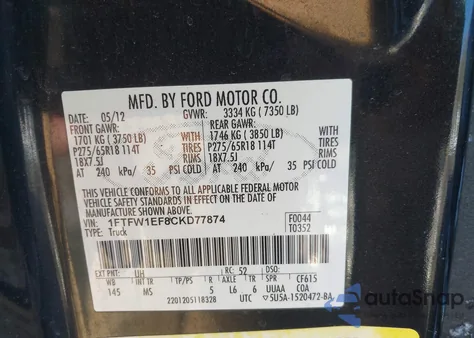 MFD. BY FORD MOTOR CO.
DATE: 05/12 GVWR: 3334 KG ( 7350 LB)
FRONT GAWR: REAR GAWR:
1701 KG ( 3750 LB) WITH 1746 KG ( 3850 LB) WITH
P275/65R18 114T TIRES P275/65R18 114T TIRES
18X7.5J RIMS 18X7.5J RIMS
AT 240 kPa/ 35 PSI COLD AT 240 kPa/ 35 PSI COLD
THIS VEHICLE CONFORMS TO ALL APPLICABLE FEDERAL MOTOR
VEHICLE SAFETY STANDARDS IN EFFECT ON THE DATE OF
MANUFACTURE SHOWN ABOVE.
VIN: 1FTFW1EF8CKD77874 F0044
TYPE: Truck T0352
EXT PNT: UH RC: 52 DSO:
WB INT TR TP/PS R AXLE TR SPR CF615
145 MS 5 L6 6 UUAA COA
2201205118328 UTC 5U5A-1520472-BA
AutoSnap